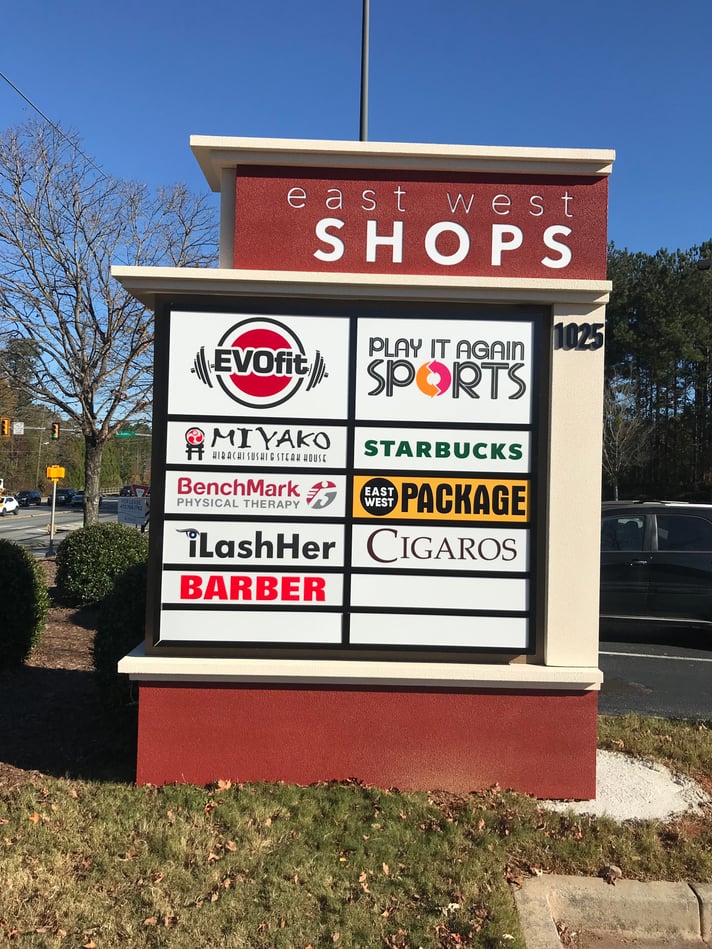 east west
SHOPS
1025
EVOfit
PLAY IT AGAIN
SPORTS
MIYAKO
HIBACHI SUSHI & STEAK HOUSE
STARBUCKS
BenchMark
PHYSICAL THERAPY
EAST
WEST
PACKAGE
iLashHer
CIGAROS
BARBER